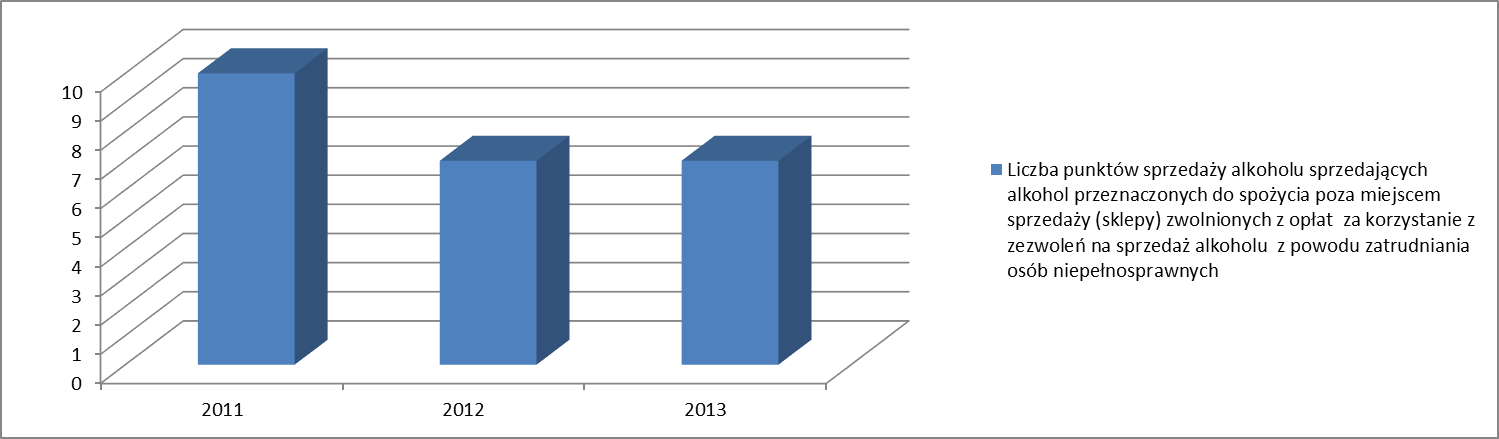 10
9
8
7
6
5
4
3
2
1
0
2011 2012 2013
Liczba punktów sprzedaży alkoholu sprzedających
alkohol przeznaczonych do spożycia poza miejscem
sprzedaży (sklepy) zwolnionych z opłat za korzystanie z
zezwoleń na sprzedaż alkoholu z powodu zatrudniania
osób niepełnosprawnych